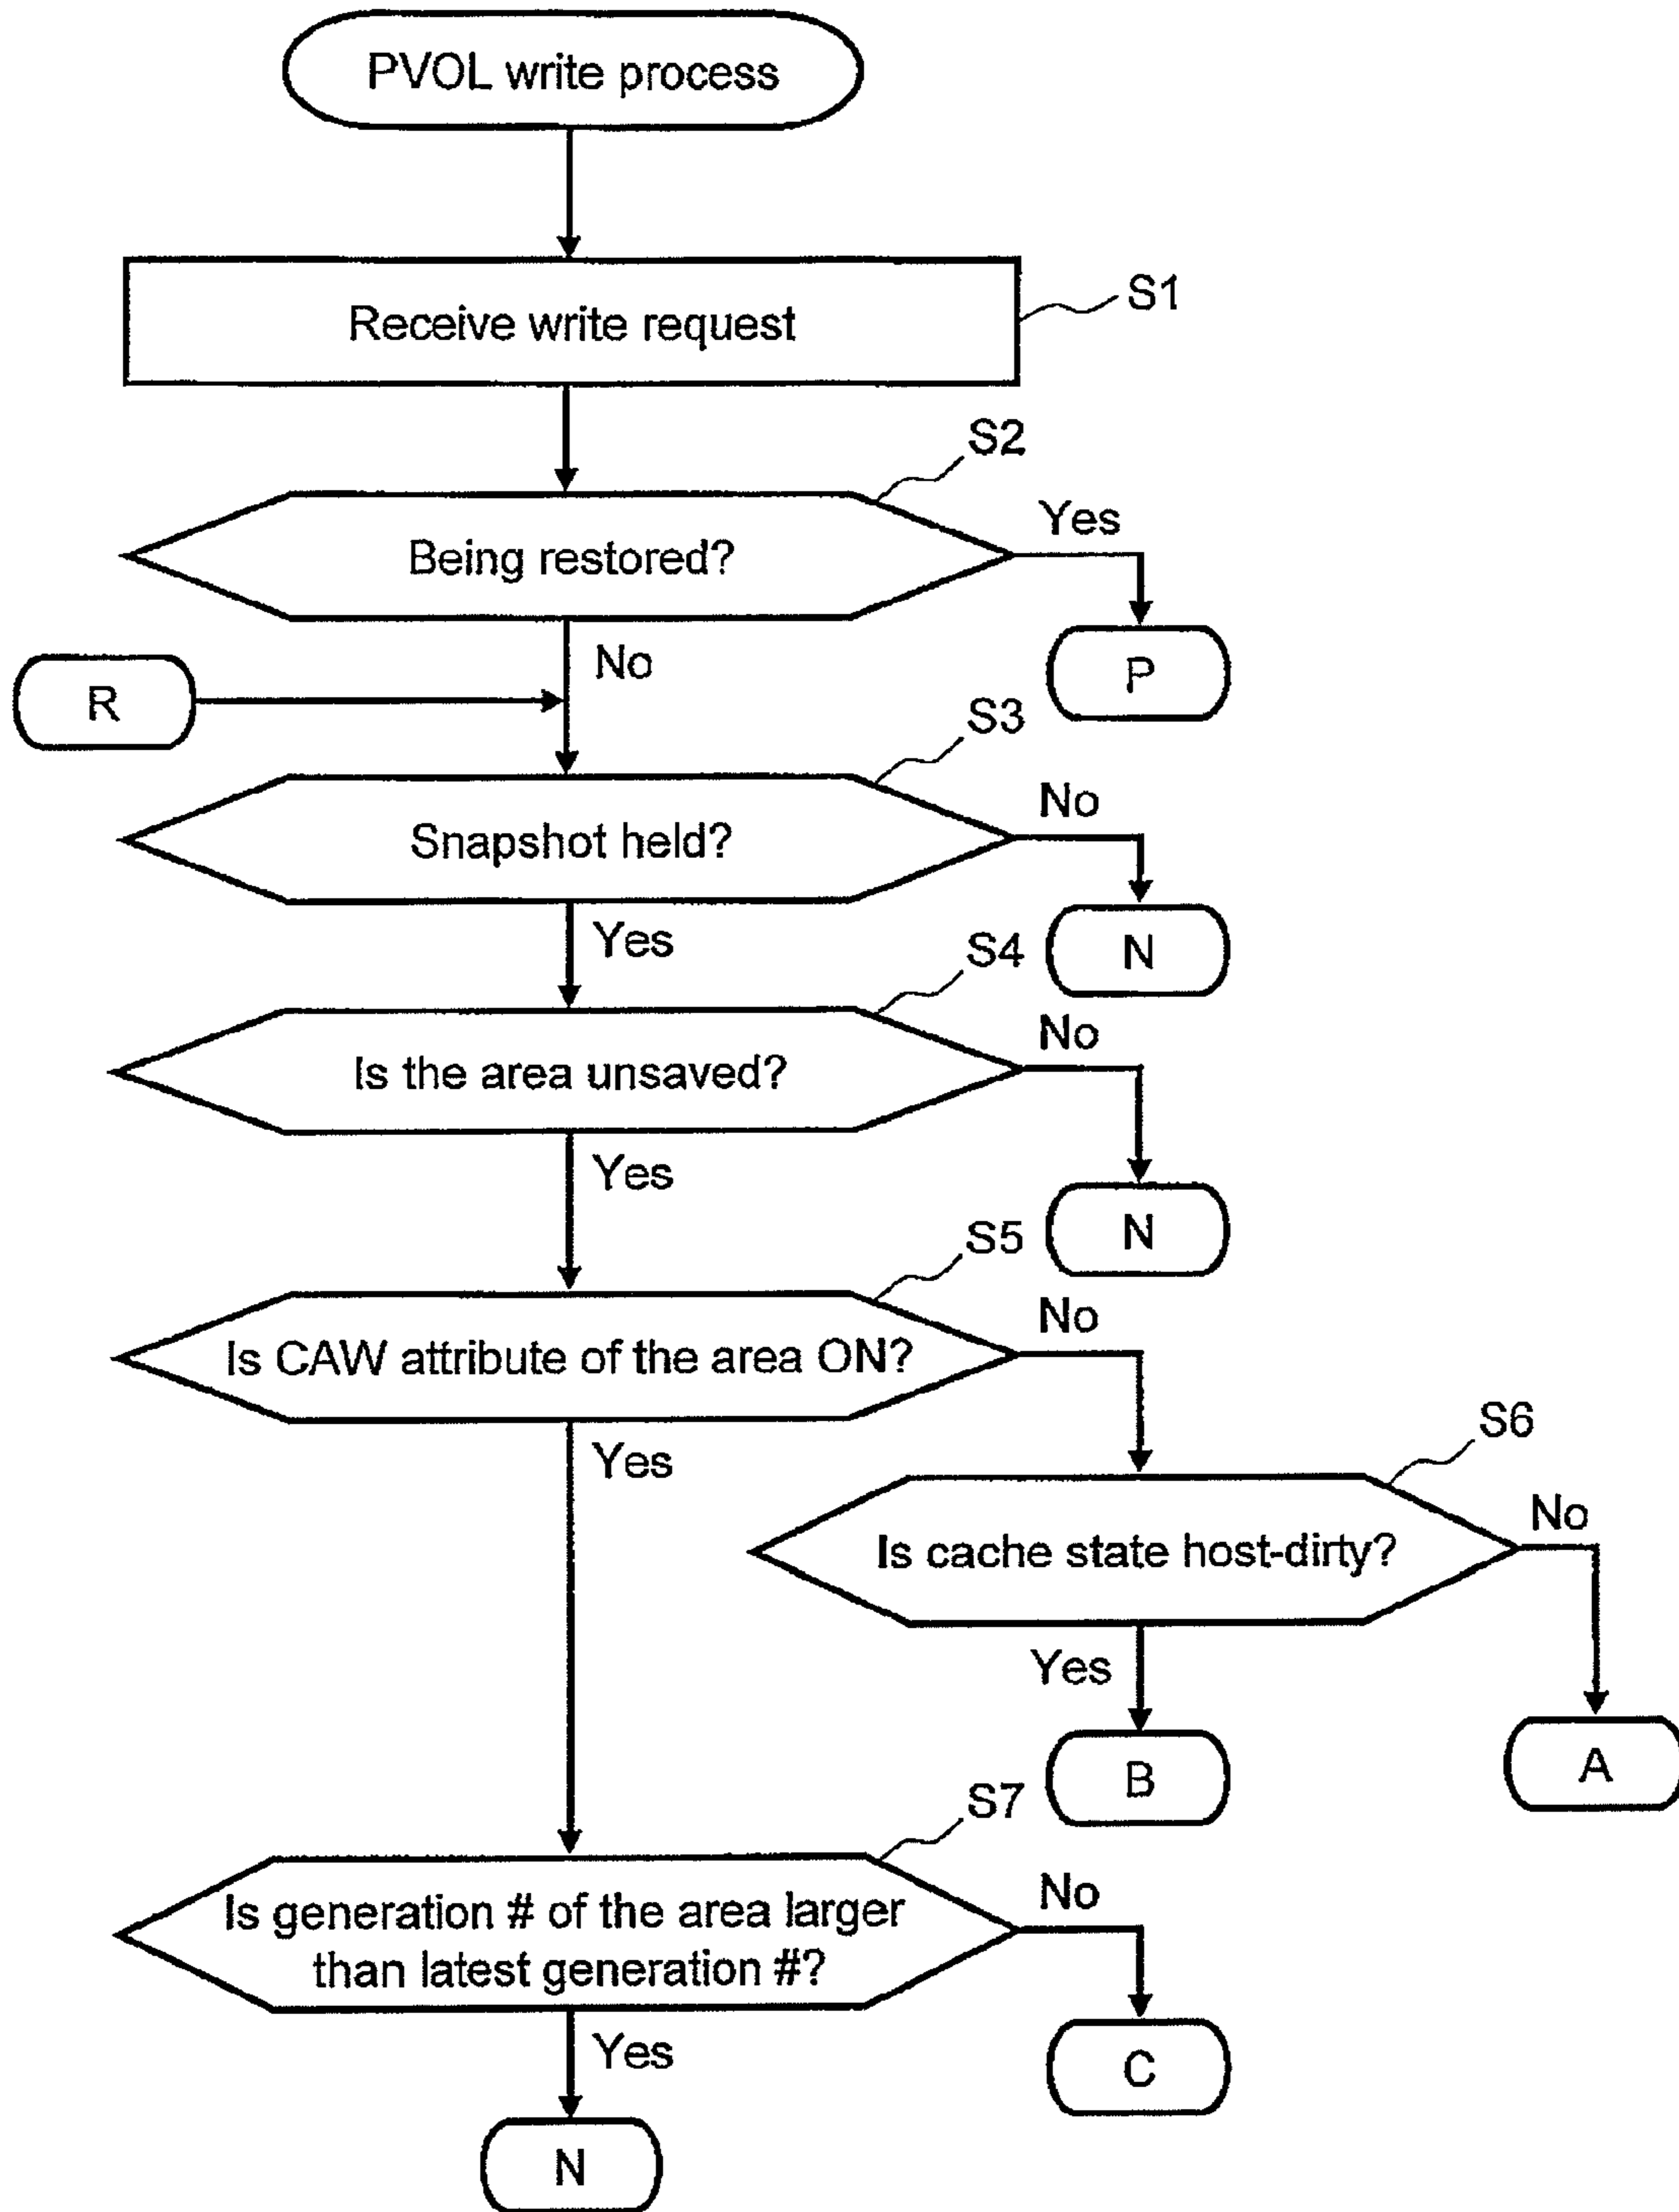 PVOL write process
Receive write request
S1
S2
Being restored?
Yes
P
No
R
S3
Snapshot held?
No
N
Yes
S4
Is the area unsaved?
No
N
Yes
S5
Is CAW attribute of the area ON?
No
Yes
S6
Is cache state host-dirty?
No
Yes
B
A
S7
Is generation # of the area larger
than latest generation #?
No
C
Yes
N